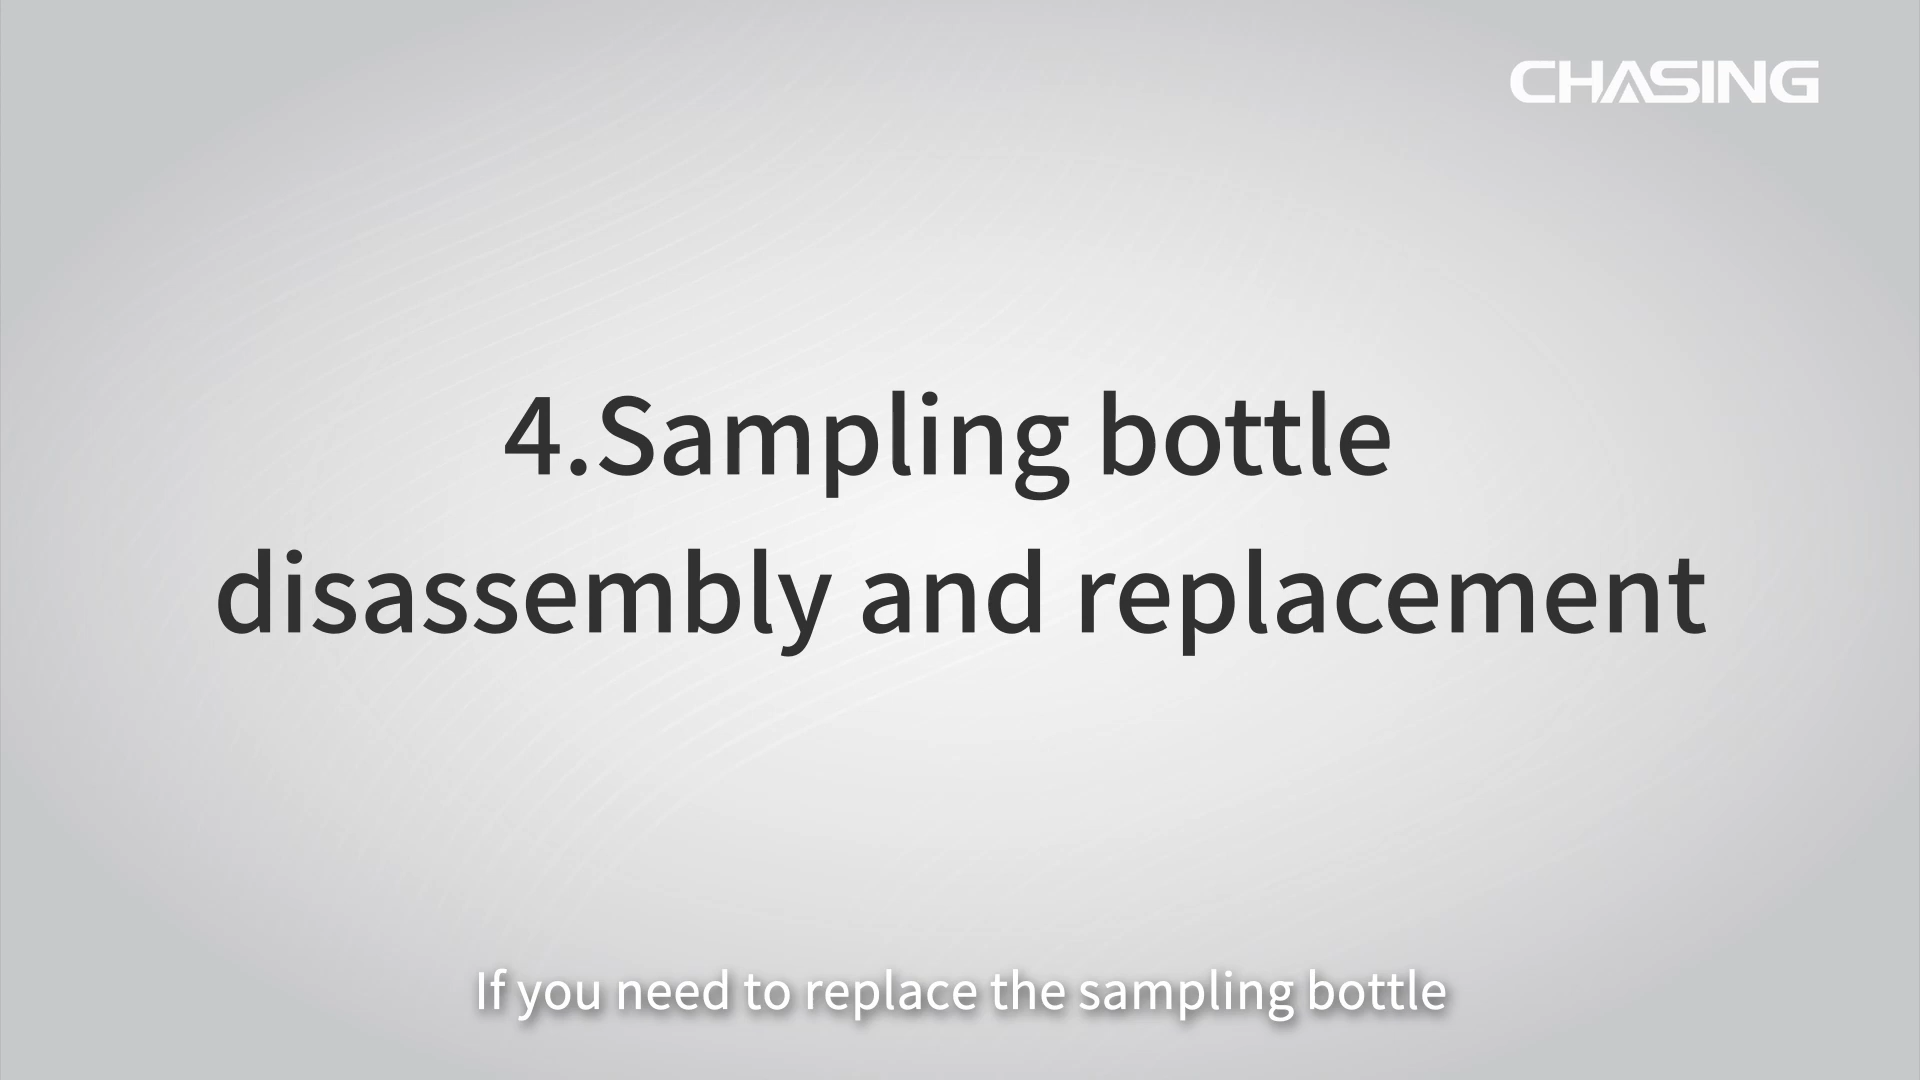 CHASING
4.Sampling bottle
disassembly and replacement
If you need to replace the sampling bottle